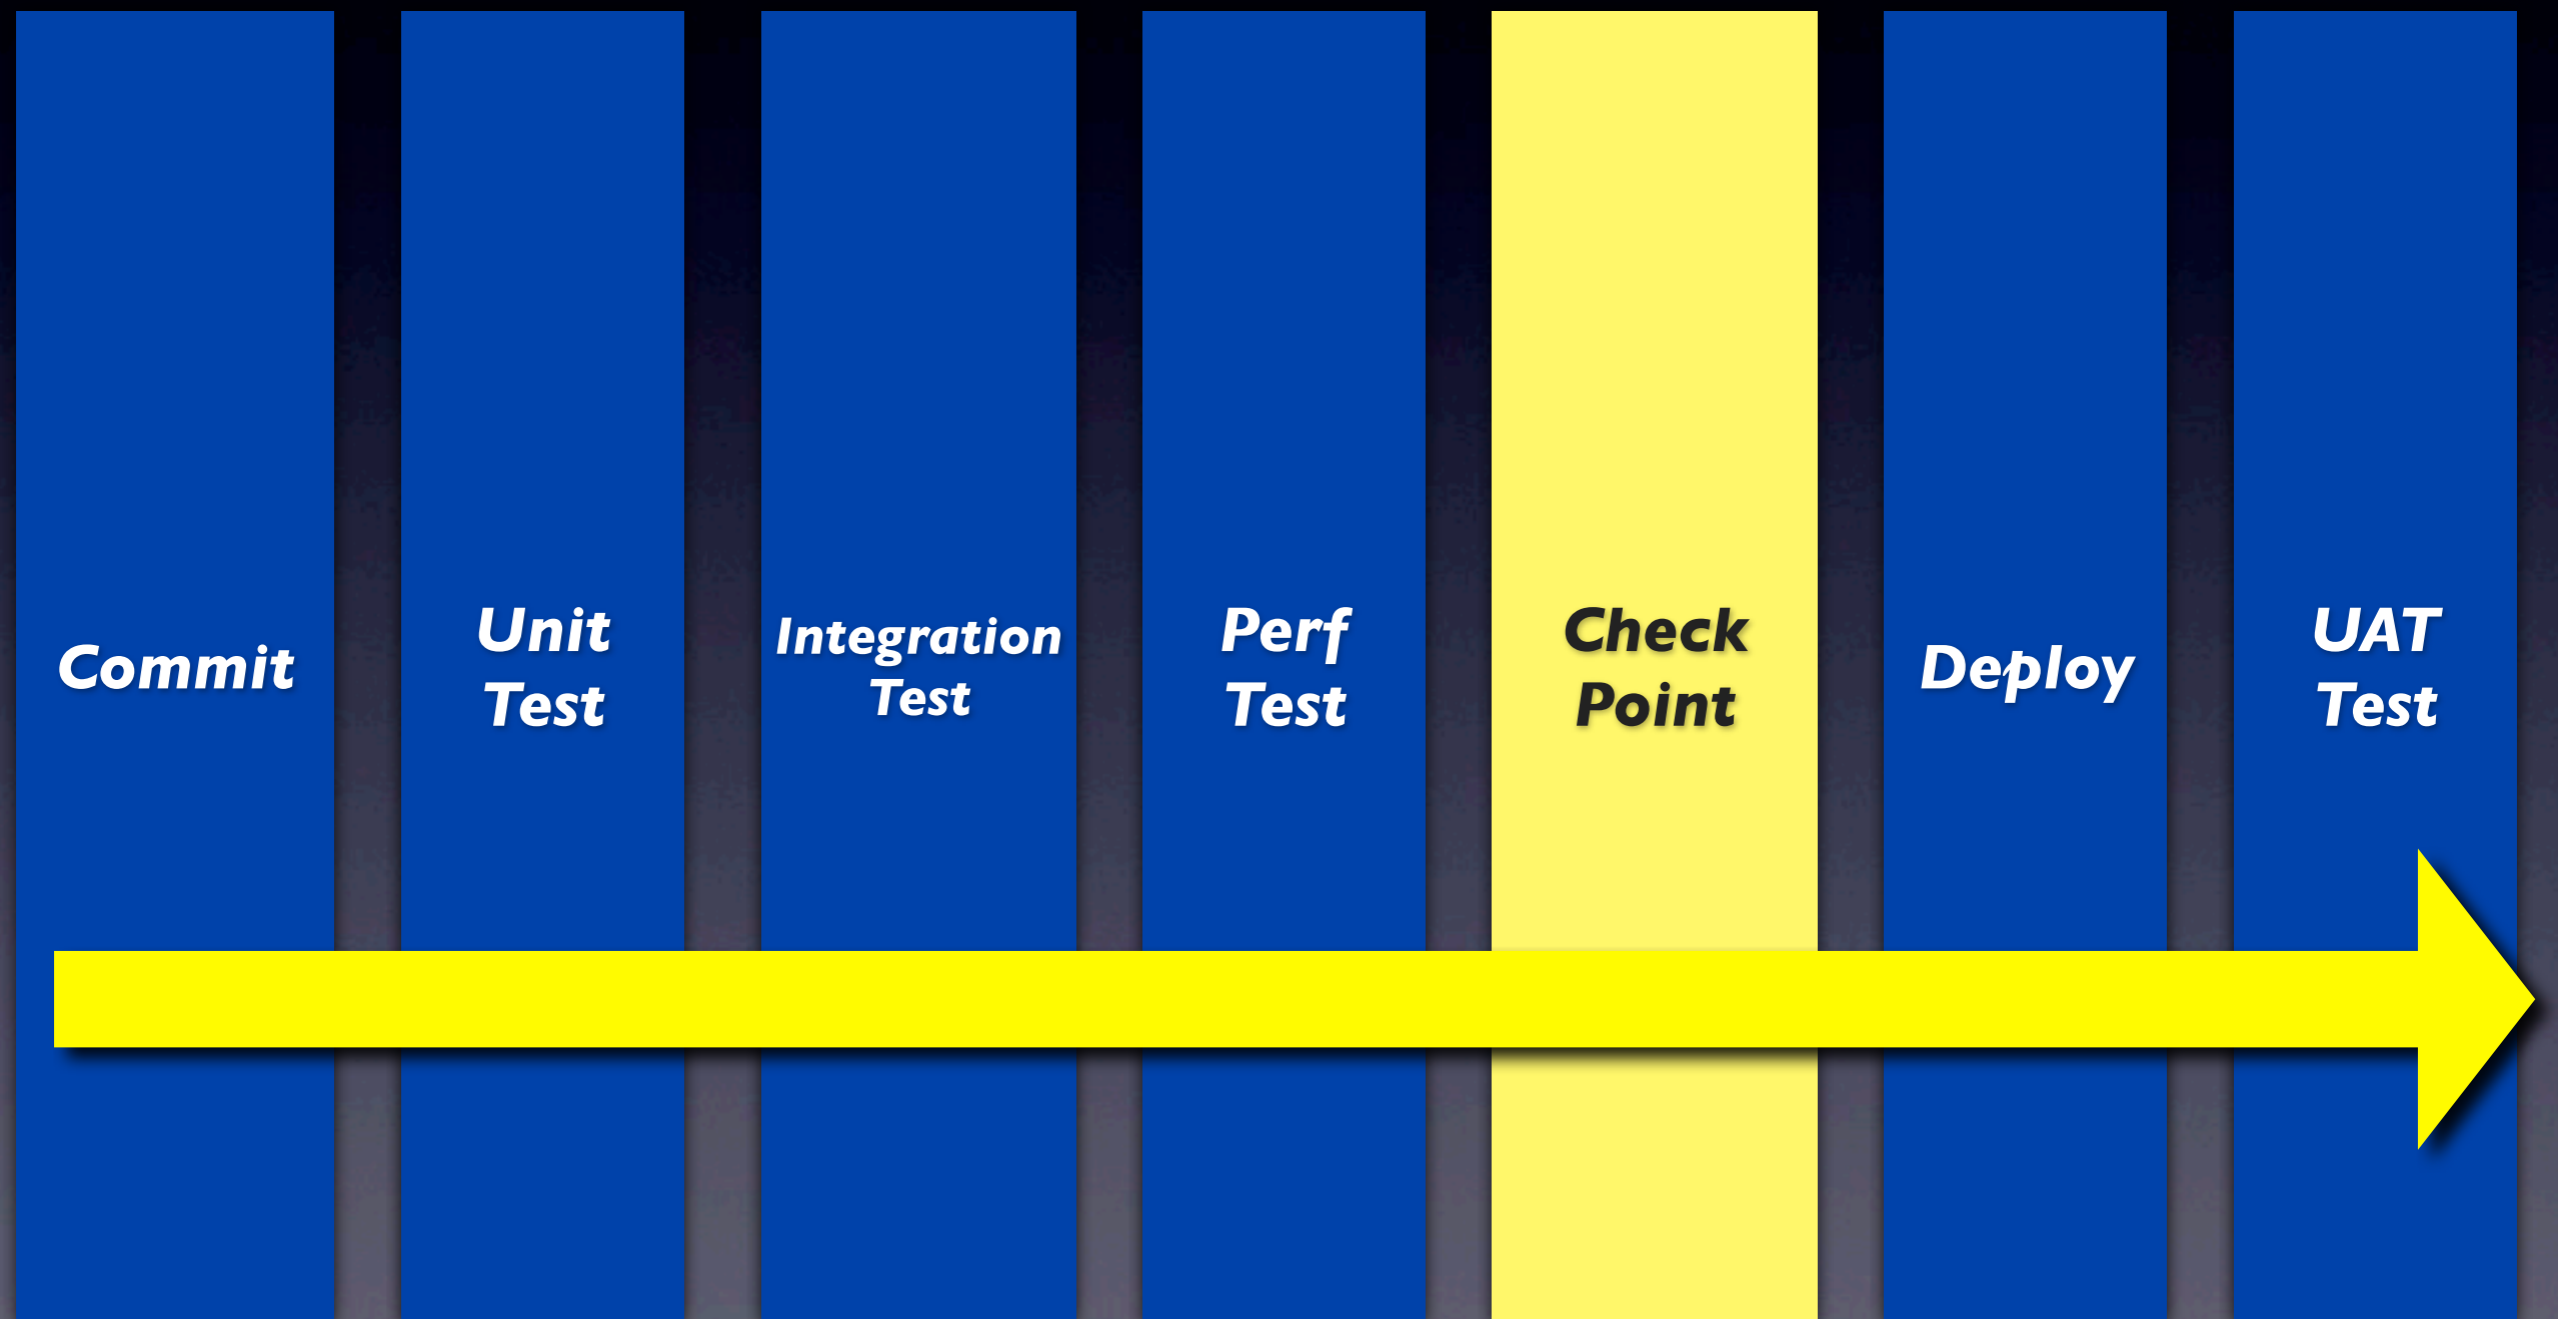 Commit
Unit
Test
Integration
Test
Perf
Test
Check
Point
Deploy
UAT
Test